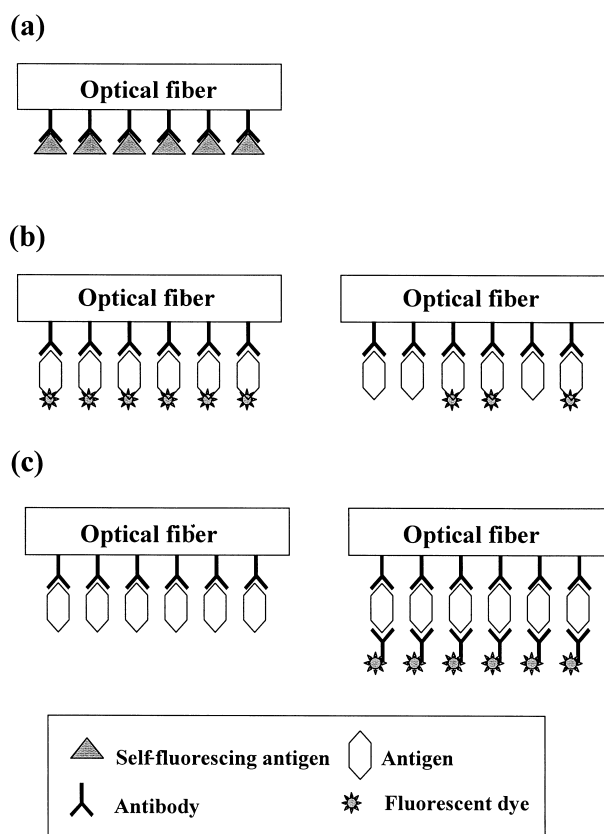 (a)
Optical fiber
(b)
Optical fiber
Optical fiber
(c)
Optical fiber
Optical fiber
Self-fluorescing antigen
Antigen
Antibody
Fluorescent dye